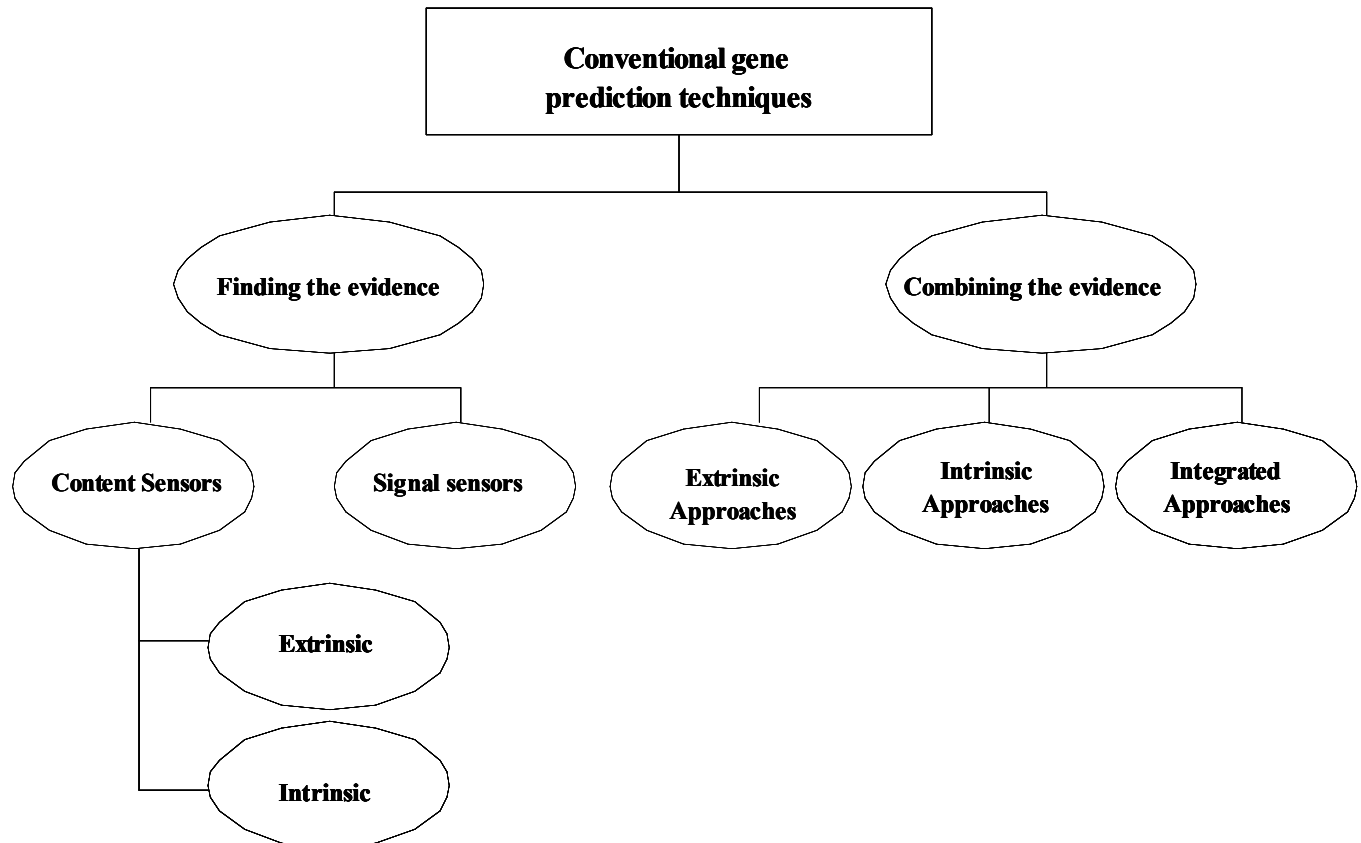 Conventional gene
prediction techniques
Finding the evidence
Combining the evidence
Content Sensors
Signal sensors
Extrinsic
Approaches
Intrinsic
Approaches
Integrated
Approaches
Extrinsic
Intrinsic